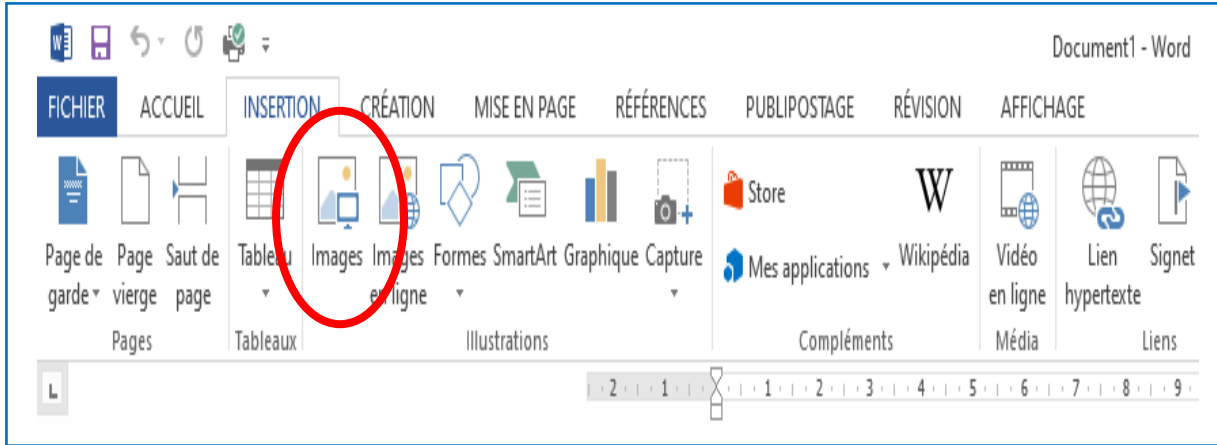 Document1 - Word
FICHIER ACCUEIL INSERTION CRÉATION MISE EN PAGE RÉFÉRENCES PUBLIPOSTAGE RÉVISION AFFICHAGE
Page de garde
Page vierge
Saut de page
Tableau
Images
Images en ligne
Formes
SmartArt
Graphique
Capture
Store
Mes applications
W
Wikipédia
Vidéo en ligne
Lien hypertexte
Signet
Pages
Tableaux
Illustrations
Compléments
Média
Liens
L
2 1 1 2 3 4 5 6 7 8 9